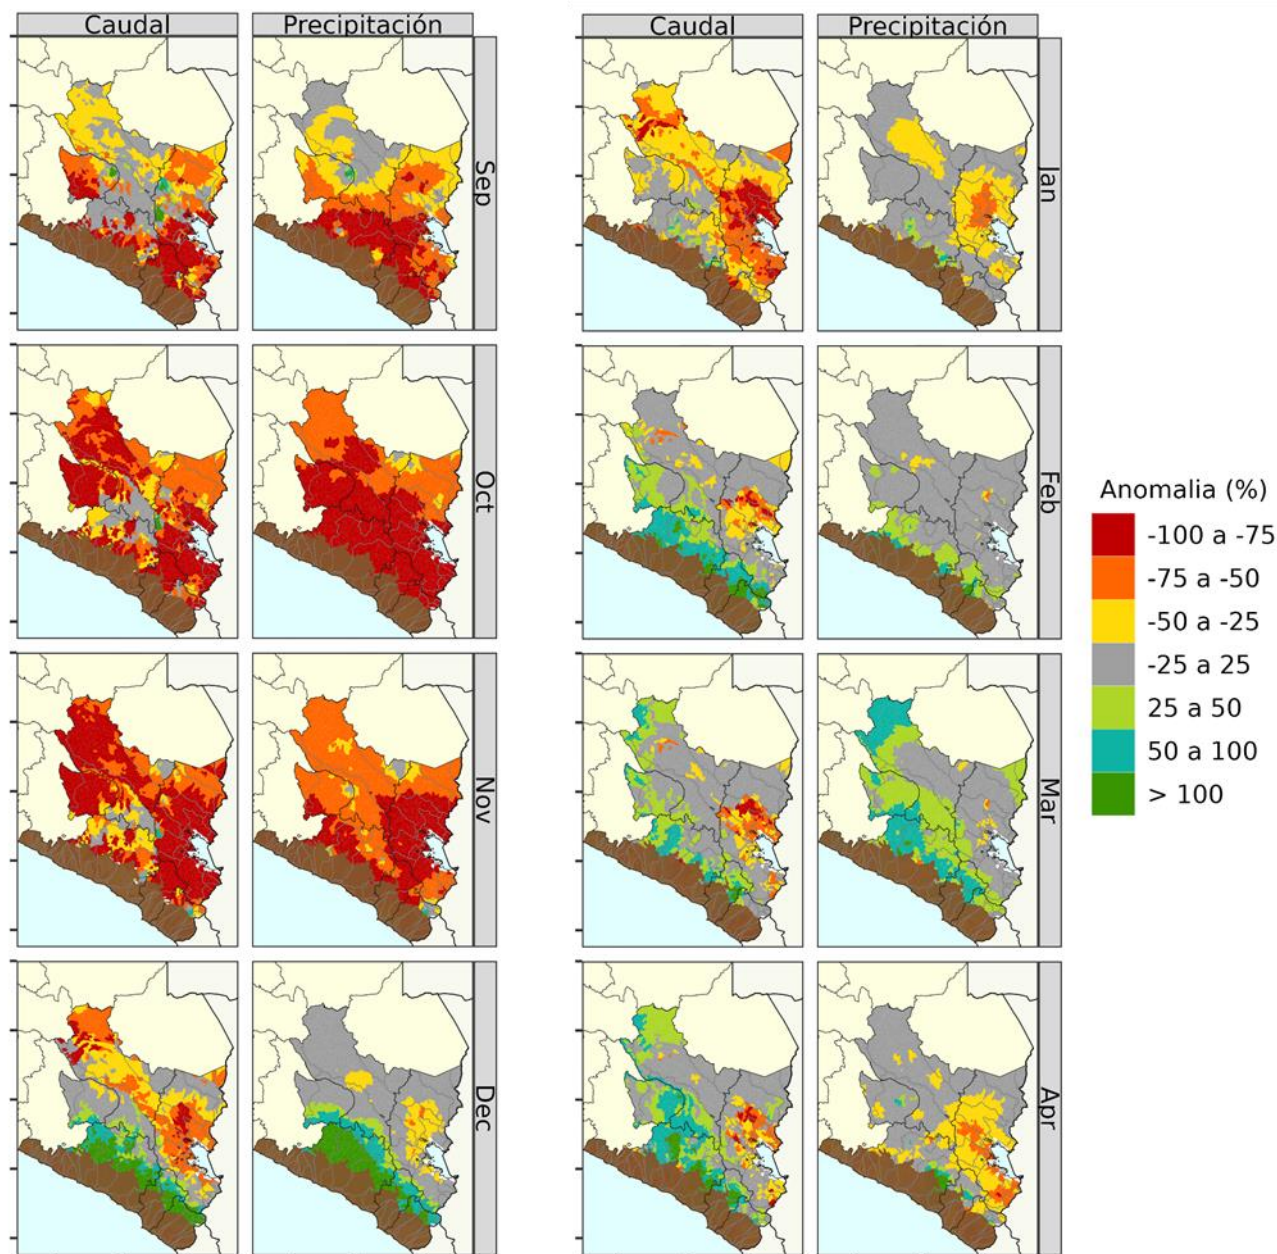 Caudal Precipitación
Sep
Oct
Nov
Dec
Caudal Precipitación
Jan
Feb
Mar
Apr
Anomalia (%)
-100 a -75
-75 a -50
-50 a -25
-25 a 25
25 a 50
50 a 100
> 100